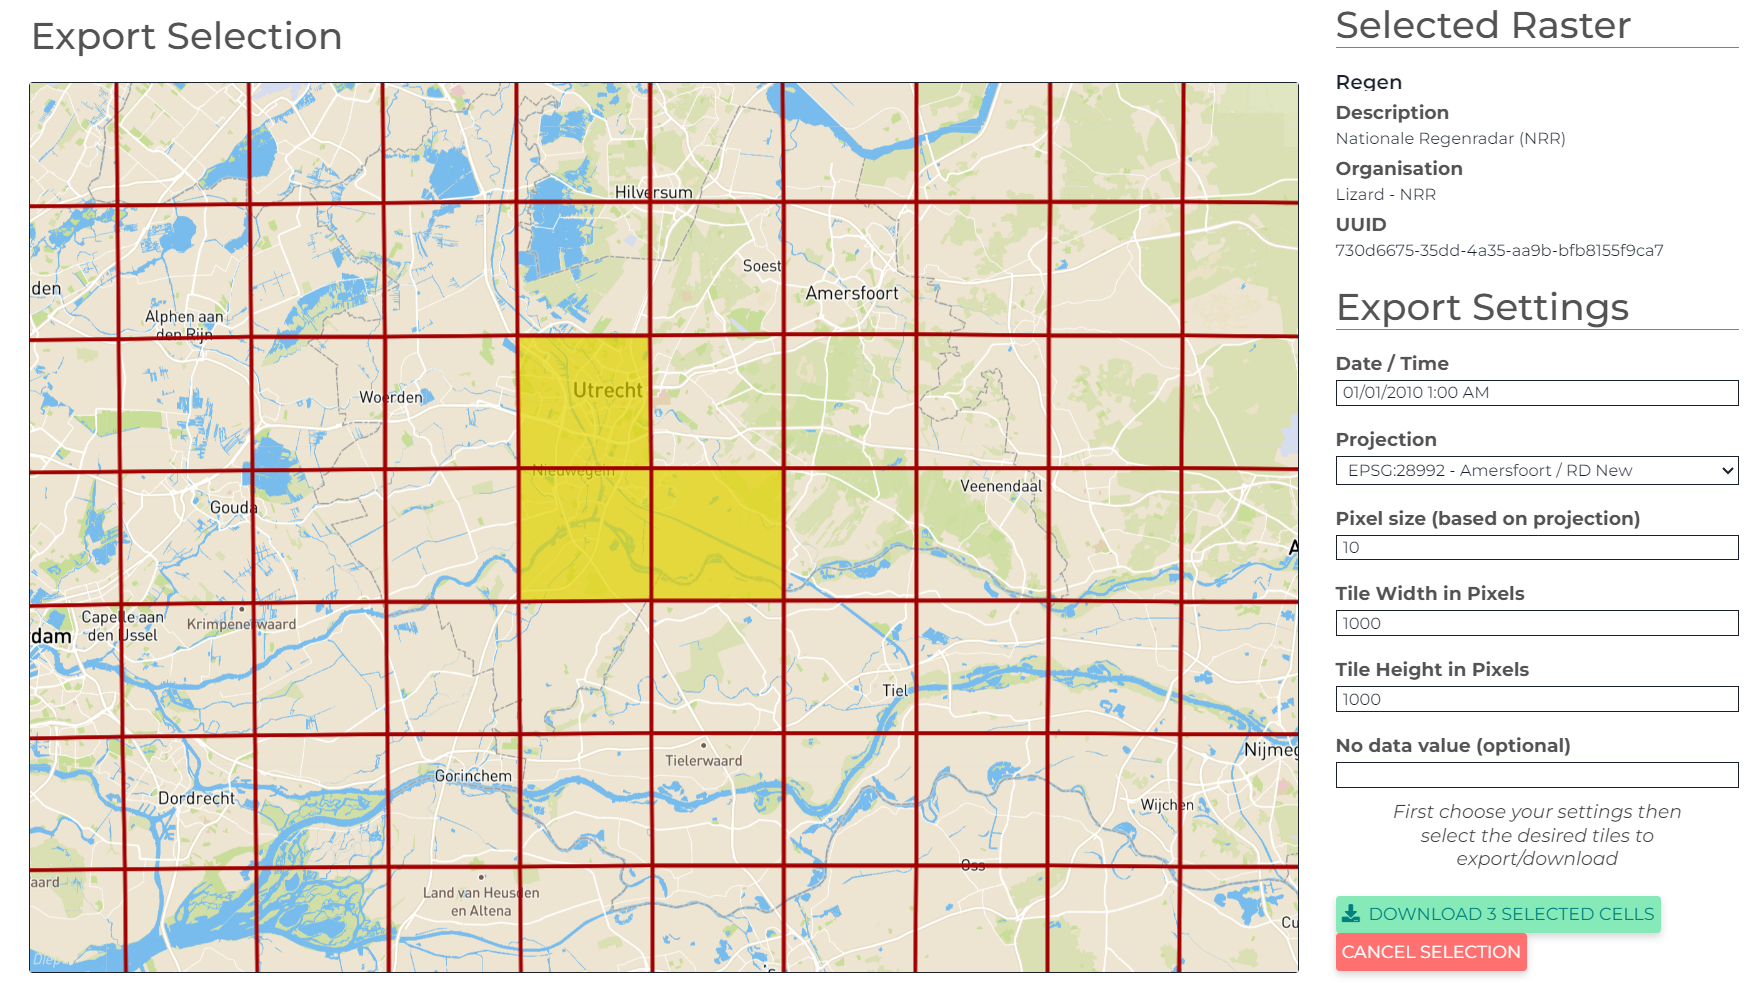 Export Selection
Hilversum
Soest
Amersfoort
den
Alphen aan
den Rijn
Utrecht
Woerden
Nieuwegein
Veenendaal
Gouda
A
Capelle aan
den IJssel
Krimpenerwaard
dam
Tiel
Tielerwaard
Nijmeg
Gorinchem
Dordrecht
Wijchen
Oss
aard
Land van Heusden
en Altena
Cu
Diep
's
Selected Raster
Regen
Description
Nationale Regenradar (NRR)
Organisation
Lizard - NRR
UUID
730d6675-35dd-4a35-aa9b-bfb8155f9ca7
Export Settings
Date / Time
01/01/2010 1:00 AM
Projection
EPSG:28992 - Amersfoort / RD New
Pixel size (based on projection)
10
Tile Width in Pixels
1000
Tile Height in Pixels
1000
No data value (optional)
First choose your settings then
select the desired tiles to
export/download
DOWNLOAD 3 SELECTED CELLS
CANCEL SELECTION